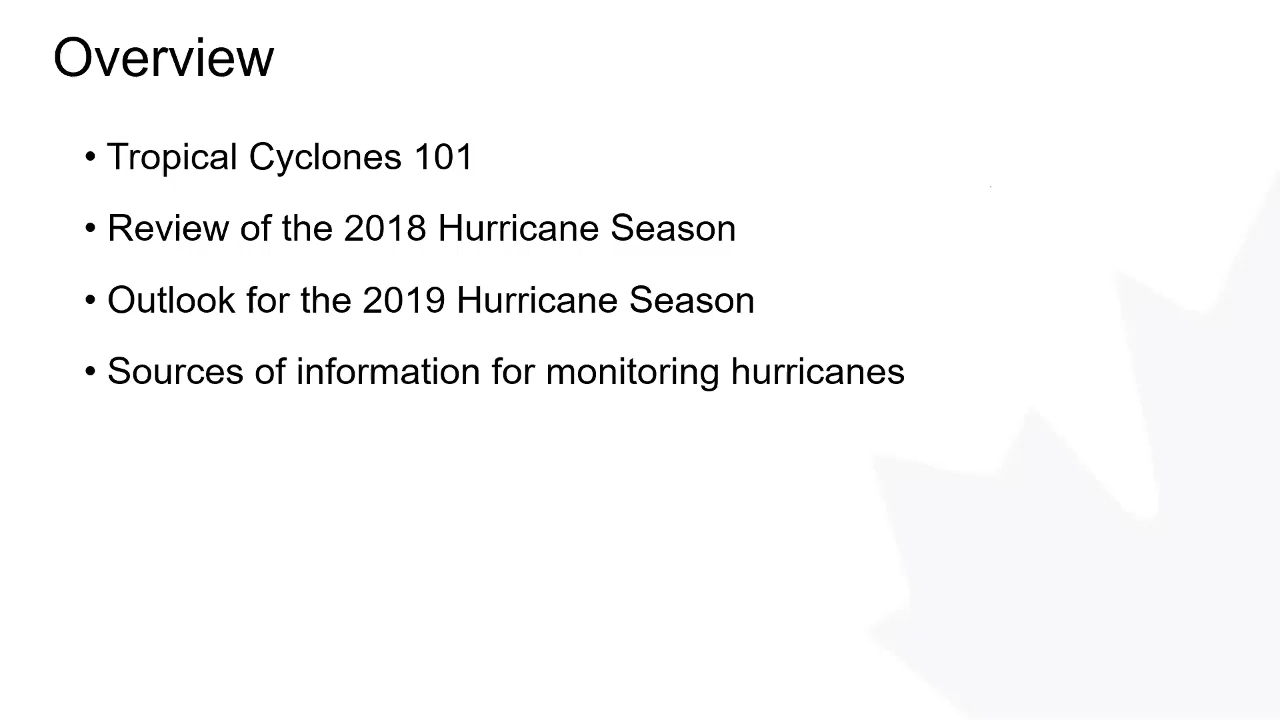 Overview
• Tropical Cyclones 101
• Review of the 2018 Hurricane Season
• Outlook for the 2019 Hurricane Season
• Sources of information for monitoring hurricanes